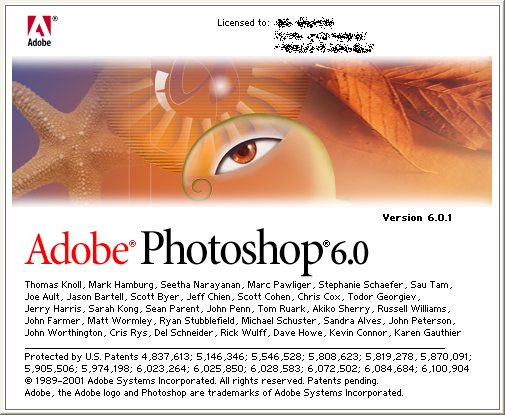 Adobe
Licensed to:
Version 6.0.1
Adobe® Photoshop® 6.0
Thomas Knoll, Mark Hamburg, Seetha Narayanan, Marc Pawliger, Stephanie Schaefer, Sau Tam,
Joe Ault, Jason Bartell, Scott Byer, Jeff Chien, Scott Cohen, Chris Cox, Todor Georgiev,
Jerry Harris, Sarah Kong, Sean Parent, John Penn, Tom Ruark, Akiko Sherry, Russell Williams,
John Farmer, Matt Wormley, Ryan Stubblefield, Michael Schuster, Sandra Alves, John Peterson,
John Worthington, Cris Rys, Del Schneider, Rick Wulff, Dave Howe, Kevin Connor, Karen Gauthier
Protected by U.S. Patents 4,837,613; 5,146,346; 5,546,528; 5,808,623; 5,819,278, 5,870,091;
5,905,506; 5,974,198; 6,023,264; 6,025,850; 6,028,583; 6,072,502; 6,084,684; 6,100,904
© 1989-2001 Adobe Systems Incorporated. All rights reserved. Patents pending.
Adobe, the Adobe logo and Photoshop are trademarks of Adobe Systems Incorporated.